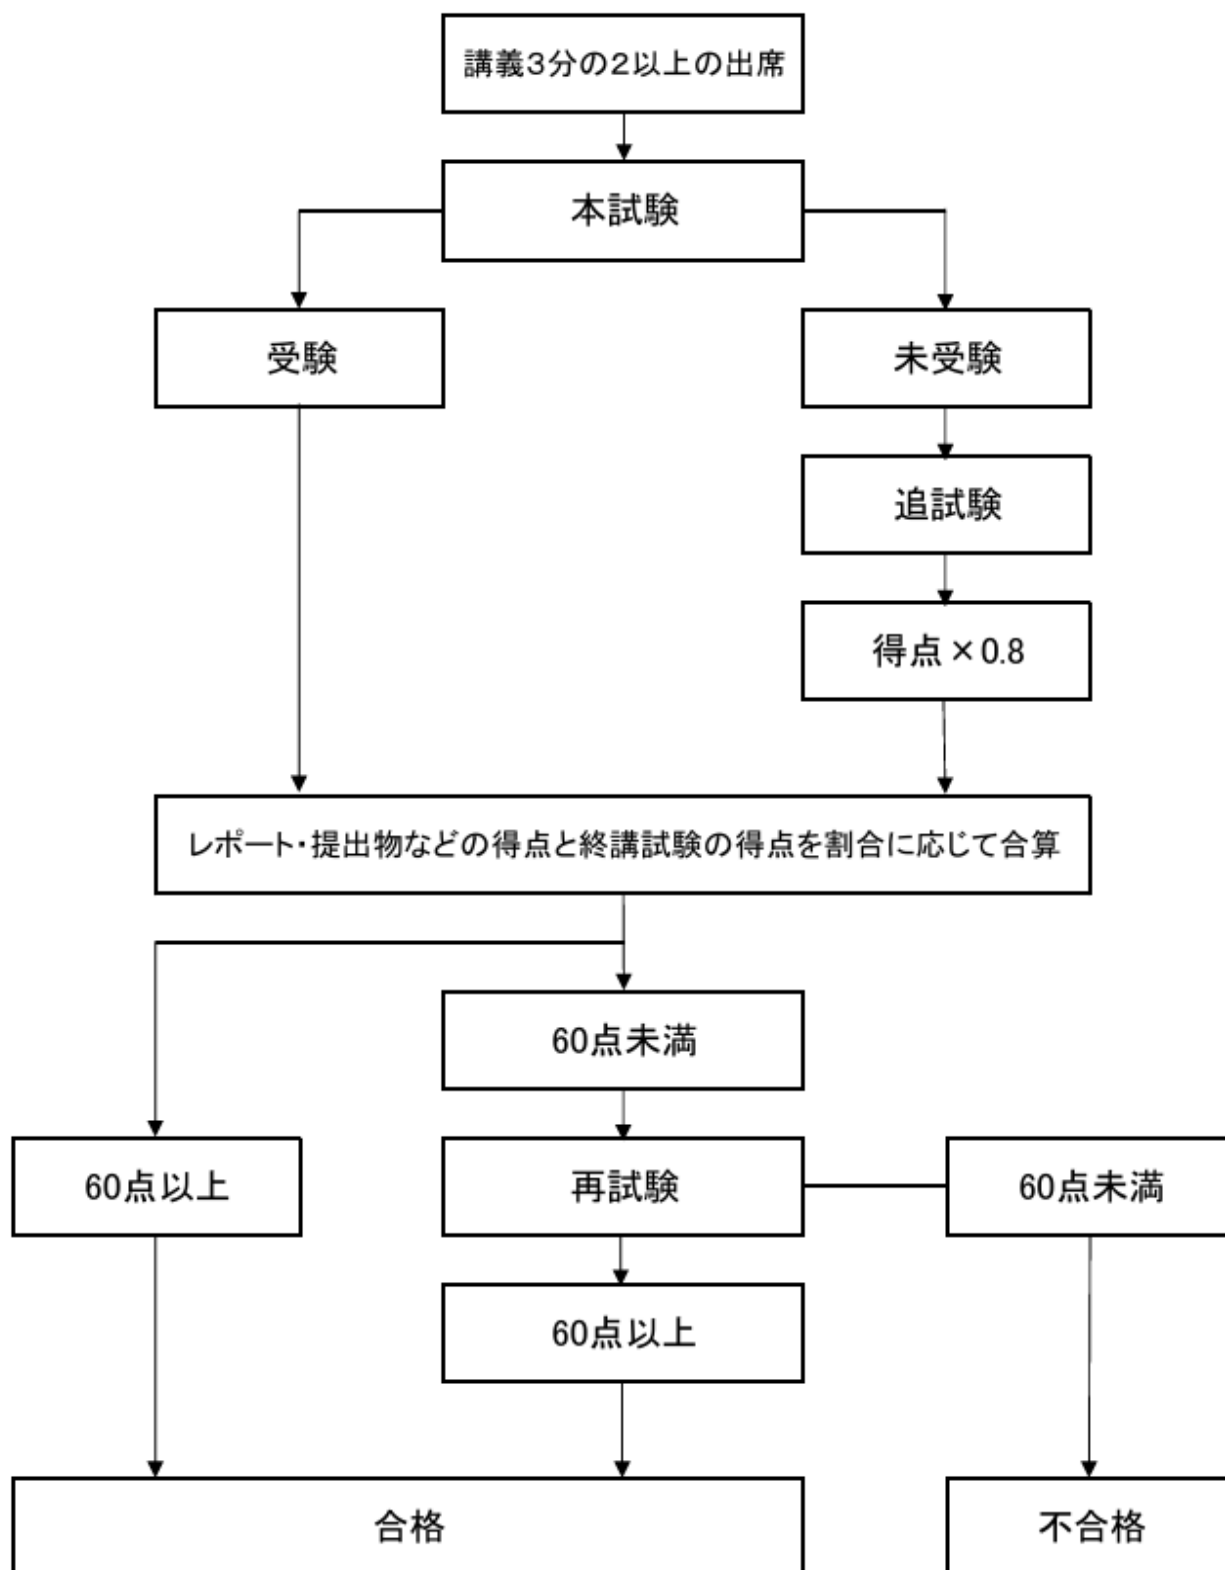 講義3分の2以上の出席
本試験
受験
未受験
追試験
得点×0.8
レポート・提出物などの得点と終講試験の得点を割合に応じて合算
60点未満
60点以上
再試験
60点未満
60点以上
合格
不合格